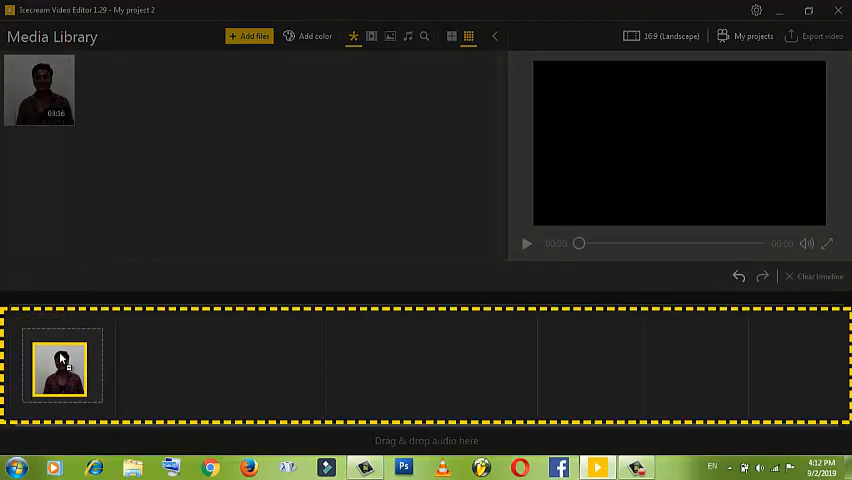 Icecream Video Editor 1.29 - My project 2
Media Library
+ Add files
Add color
16:9 (Landscape)
My projects
Export video
03:16
00:00
00:00
Clear timeline
Drag & drop audio here
Ps
EN
4:12 PM
9/2/2019